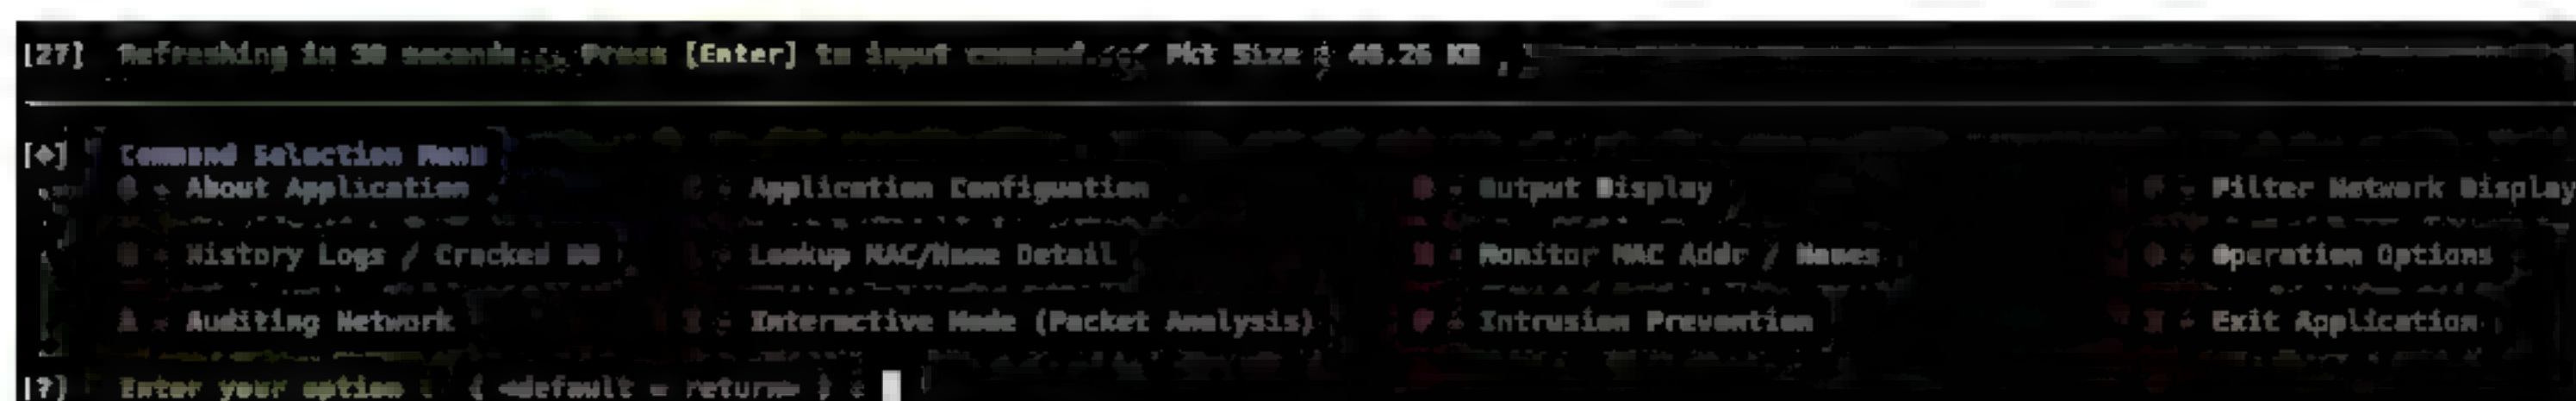 [27] Refreshing in 30 seconds... Press [Enter] to input command... Pkt Size : 46.26 KB
[+] Command Selection Menu
About Application Application Configuation Output Display Filter Network Display
History Logs / Cracked DB Lookup MAC/Name Detail Monitor MAC Addr / Names Operation Options
Auditing Network Interactive Mode (Packet Analysis) Intrusion Prevention Exit Application
[?] Enter your option ( <default = return> ) :